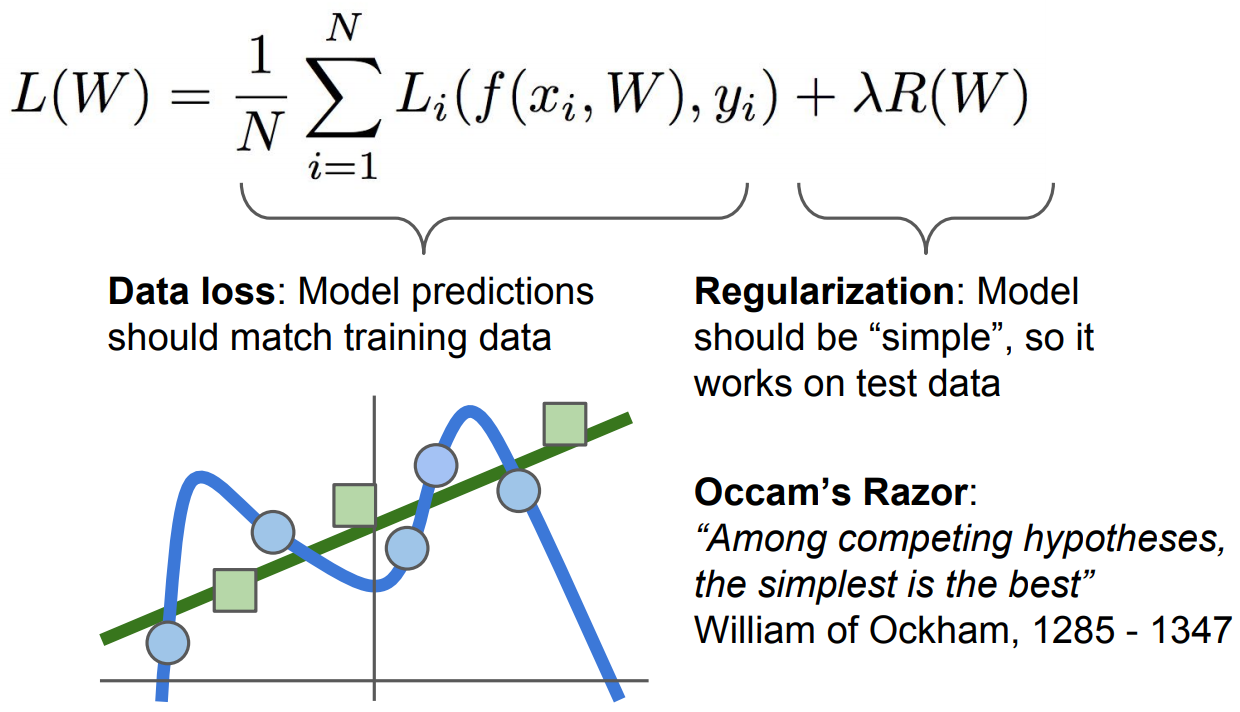 L(W) = \frac{1}{N} \sum_{i=1}^{N} L_i(f(x_i, W), y_i) + λR(W)
Data loss: Model predictions
should match training data
Regularization: Model
should be “simple”, so it
works on test data
Occam’s Razor:
“Among competing hypotheses,
the simplest is the best”
William of Ockham, 1285 - 1347